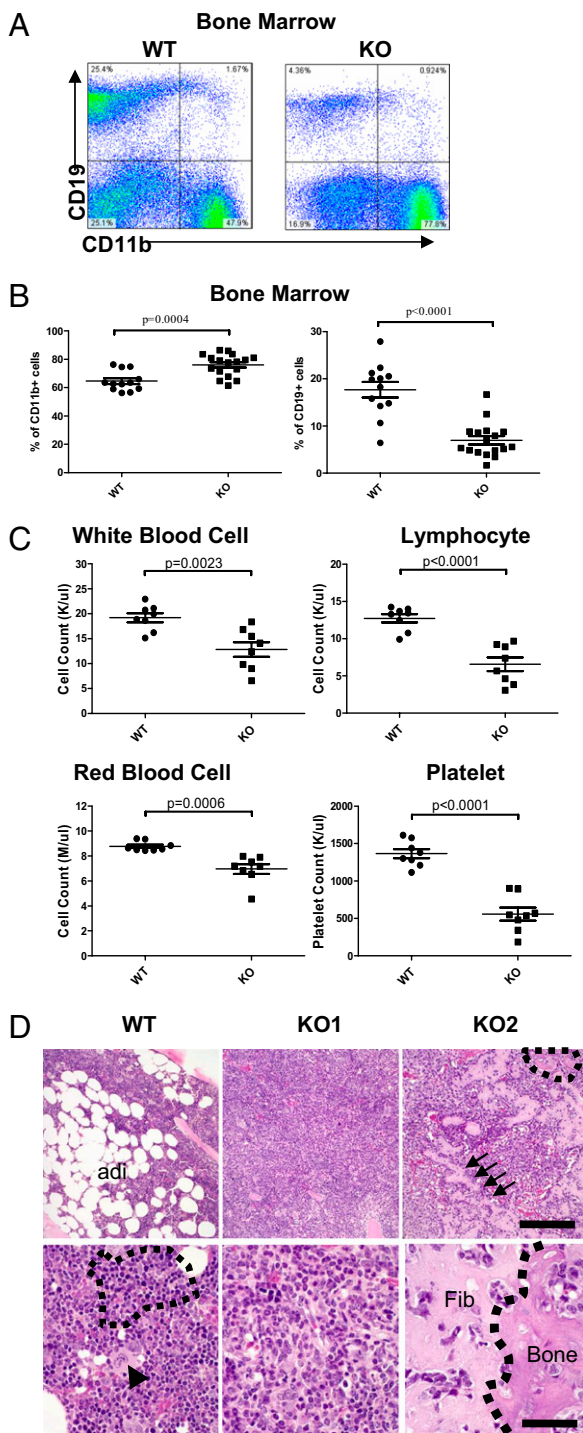 A
Bone Marrow
WT KO
25.4% 1.67% 4.36% 0.924%
CD19
25.1% 47.9% 16.9% 77.8%
CD11b
B
Bone Marrow
p=0.0004
% of CD11b+ cells
100
80
60
40
20
0
WT KO
p<0.0001
% of CD19+ cells
30
20
10
0
WT KO
C
White Blood Cell
p=0.0023
Cell Count (K/ul)
30
25
20
15
10
5
0
WT KO
Lymphocyte
p<0.0001
Cell Count (K/ul)
20
15
10
5
0
WT KO
Red Blood Cell
p=0.0006
Cell Count (M/ul)
12
10
8
6
4
2
0
WT KO
Platelet
p<0.0001
Platelet Count (K/ul)
2000
1500
1000
500
0
WT KO
D
WT KO1 KO2
adi
Fib
Bone